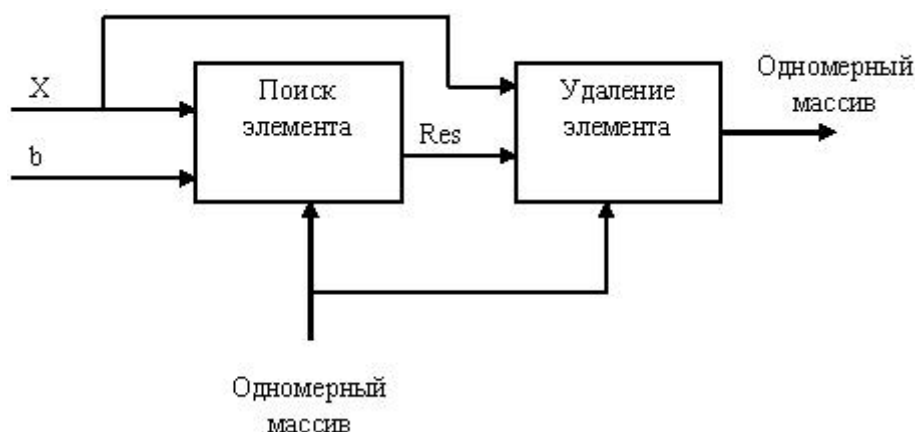 X
b
Поиск
элемента
Res
Удаление
элемента
Одномерный
массив
Одномерный
массив